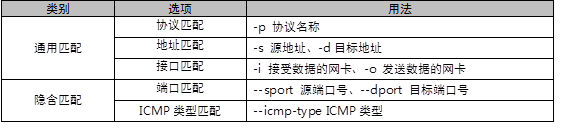 类别 选项 用法
通用匹配 协议匹配 -p 协议名称
地址匹配 -s 源地址、-d 目标地址
接口匹配 -i 接受数据的网卡、-o 发送数据的网卡
隐含匹配 端口匹配 --sport 源端口号、--dport 目标端口号
ICMP 类型匹配 --icmp-type ICMP 类型